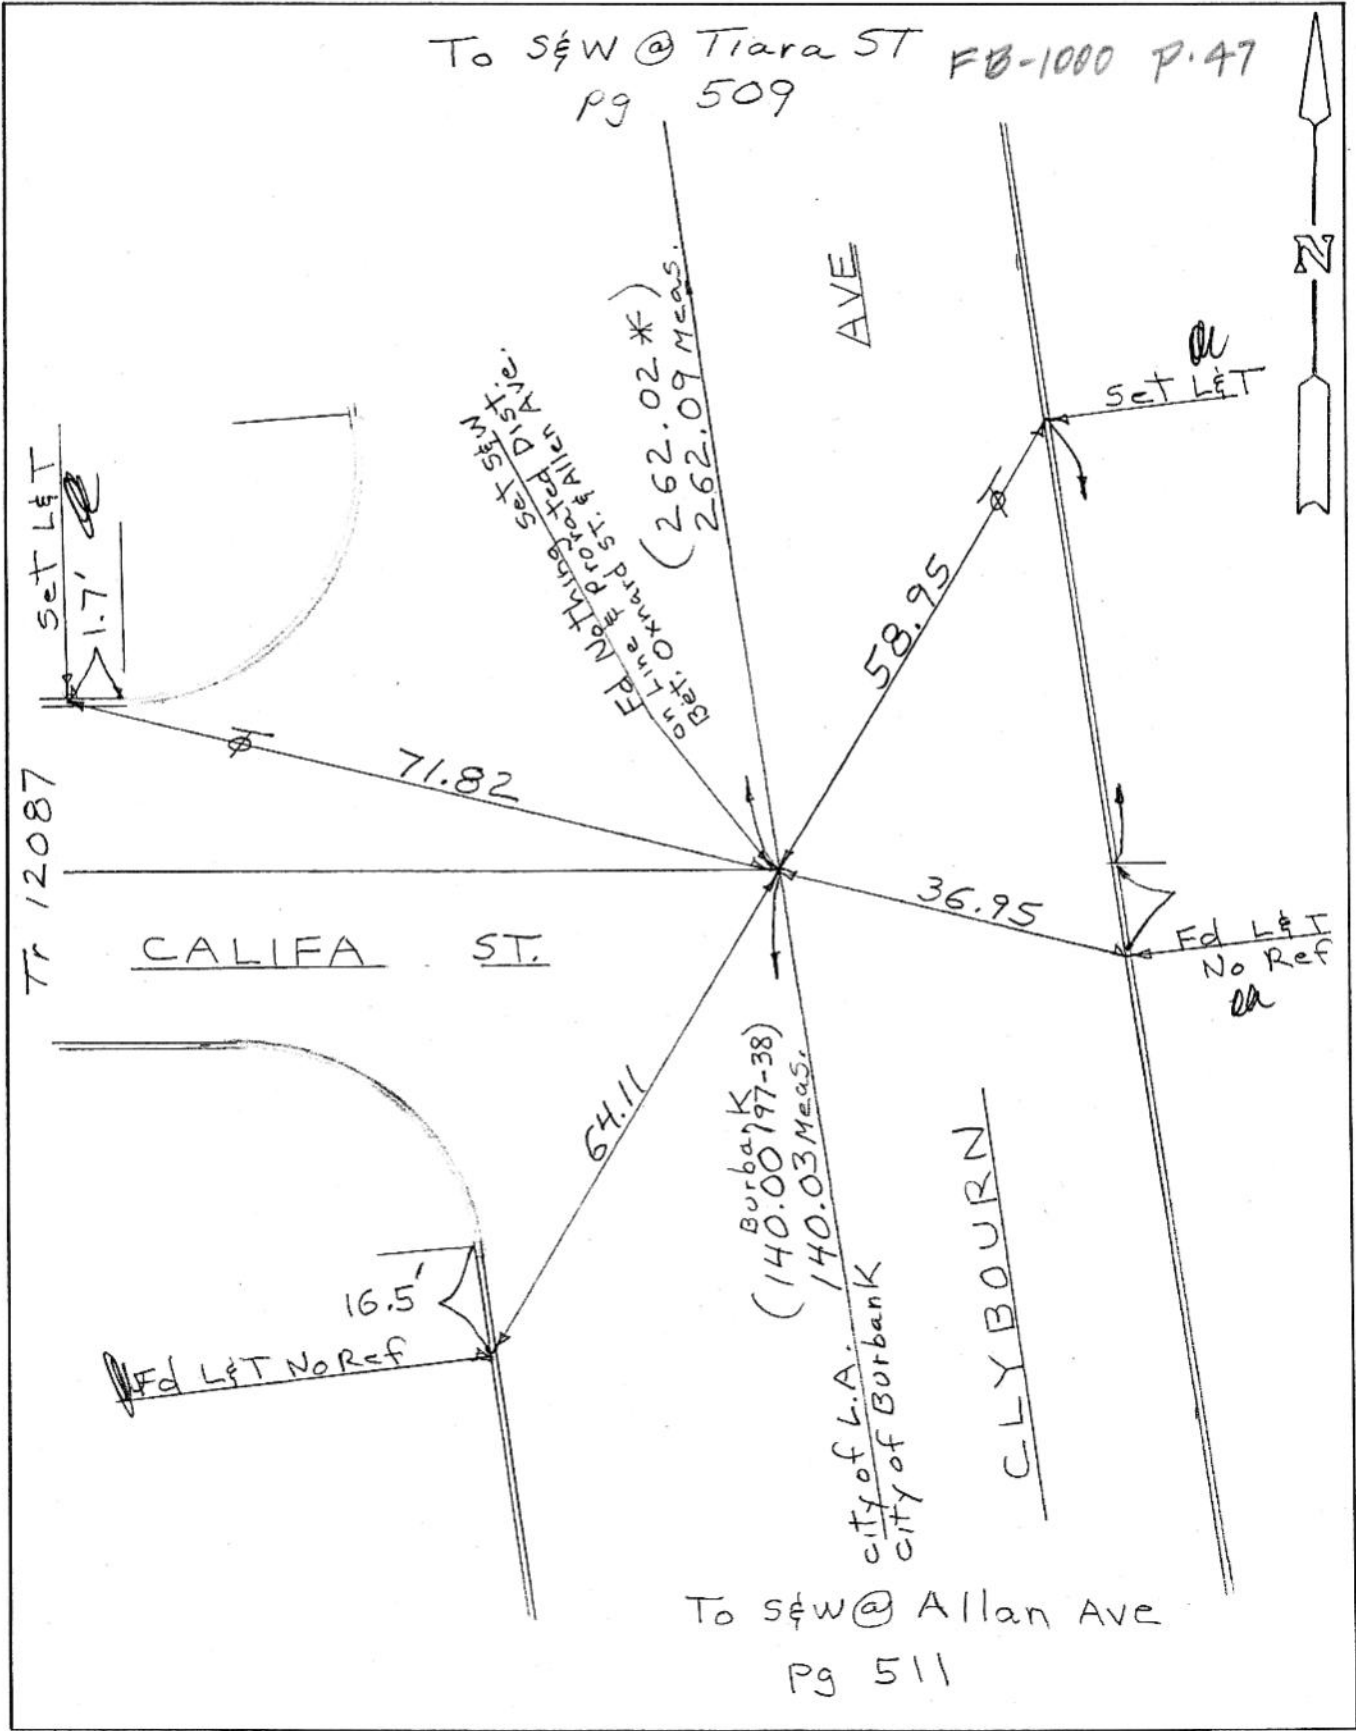 To S&W @ Tiara ST
pg 509
FB-1000 P.47
N
AVE
(262.02*)
262.09 Meas.
Set S&W
Fd Nothing
on Line & Prorated Dist.
Bet. Oxnard St. & Allen Ave.
Set L&T
Set L&T
1.7'
58.95
71.82
Tr 12087
CALIFA ST.
36.95
Fd L&T
No Ref
64.11
Burbank
(140.00 197-38)
140.03 Meas.
16.5'
Fd L&T No Ref
City of L.A.
City of Burbank
CLYBOURN
To S&W @ Allan Ave
Pg 511